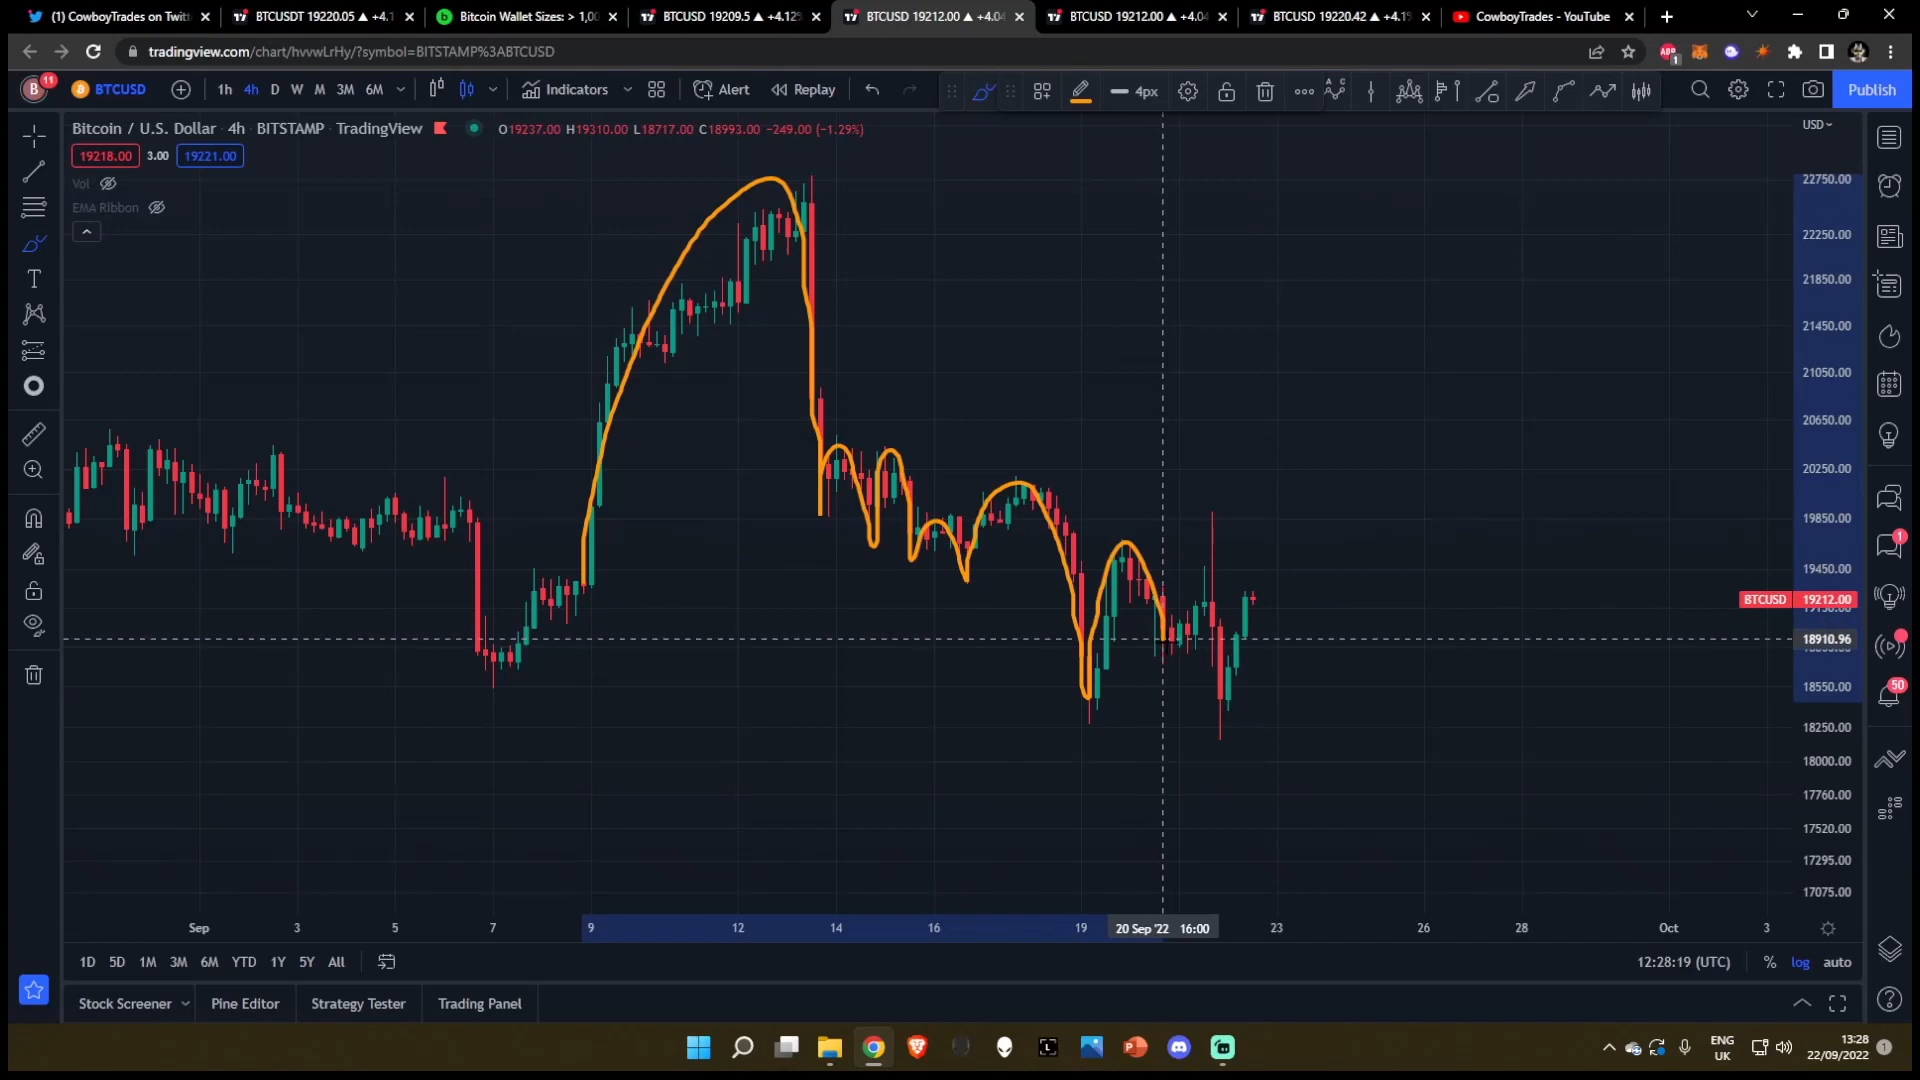 CowboyTrades on Twitt
BTCUSDT 19220.05 ▲ +4.1
Bitcoin Wallet Sizes: > 1,00
BTCUSD 19209.5 ▲ +4.12%
BTCUSD 19212.00 ▲ +4.04
BTCUSD 19212.00 ▲ +4.04
BTCUSD 19220.42 ▲ +4.1%
CowboyTrades - YouTube
tradingview.com/chart/hvvwLrHy/?symbol=BITSTAMP%3ABTCUSD
ABP
1
B
11
BTCUSD
1h 4h D W M 3M 6M
Indicators
Alert
Replay
4px
Publish
Bitcoin / U.S. Dollar · 4h · BITSTAMP · TradingView
O19237.00 H19310.00 L18717.00 C18993.00 −249.00 (−1.29%)
USD
19218.00 3.00 19221.00
Vol
EMA Ribbon
22750.00
22250.00
21850.00
21450.00
21050.00
20650.00
20250.00
19850.00
19450.00
BTCUSD 19212.00
18910.96
18550.00
18250.00
18000.00
17760.00
17520.00
17295.00
17075.00
1
50
Sep 3 5 7 9 12 14 16 19 20 Sep '22 16:00 23 26 28 Oct 3
1D 5D 1M 3M 6M YTD 1Y 5Y All
12:28:19 (UTC) % log auto
Stock Screener Pine Editor Strategy Tester Trading Panel
ENG
UK
13:28
22/09/2022
1